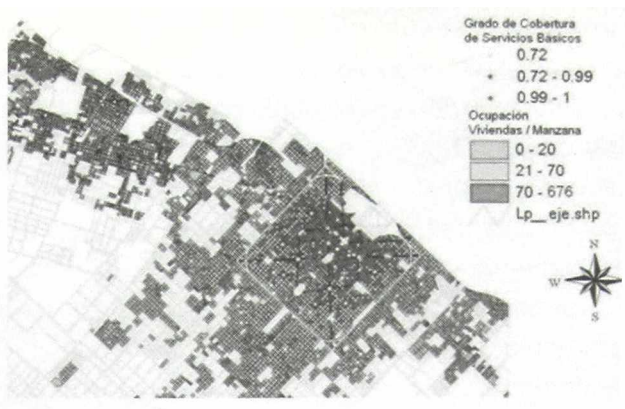 Grado de Cobertura
de Servicios Básicos
0.72
0.72 - 0.99
0.99 - 1
Ocupación
Viviendas / Manzana
0 - 20
21 - 70
70 - 676
Lp__eje.shp
N
W
S